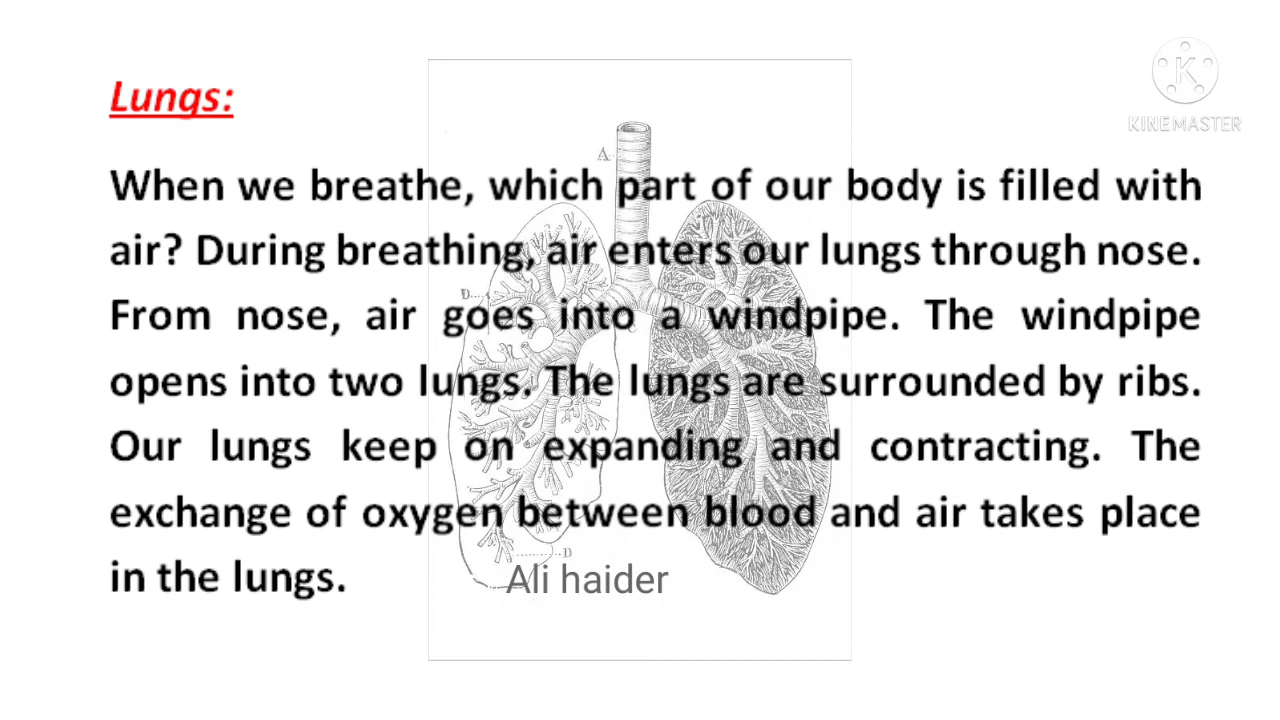 Lungs:
KINEMASTER
A
When we breathe, which part of our body is filled with
air? During breathing, air enters our lungs through nose.
D
From nose, air goes into a windpipe. The windpipe
opens into two lungs. The lungs are surrounded by ribs.
Our lungs keep on expanding and contracting. The
exchange of oxygen between blood and air takes place
D
in the lungs.
Ali haider